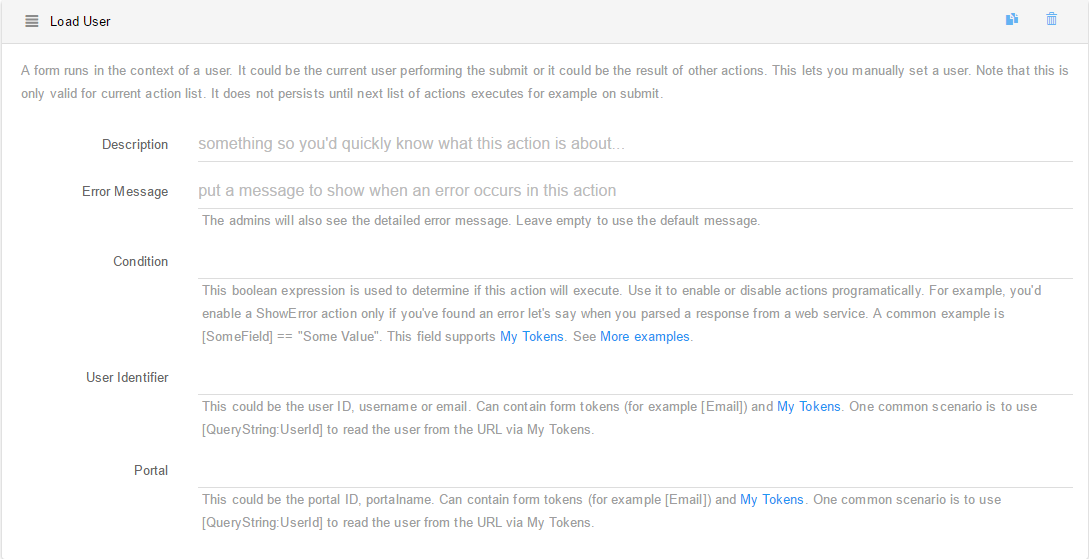 Load User
A form runs in the context of a user. It could be the current user performing the submit or it could be the result of other actions. This lets you manually set a user. Note that this is
only valid for current action list. It does not persists until next list of actions executes for example on submit.
Description something so you'd quickly know what this action is about...
Error Message put a message to show when an error occurs in this action
The admins will also see the detailed error message. Leave empty to use the default message.
Condition
This boolean expression is used to determine if this action will execute. Use it to enable or disable actions programatically. For example, you'd
enable a ShowError action only if you've found an error let's say when you parsed a response from a web service. A common example is
[SomeField] == "Some Value". This field supports My Tokens. See More examples.
User Identifier
This could be the user ID, username or email. Can contain form tokens (for example [Email]) and My Tokens. One common scenario is to use
[QueryString:UserId] to read the user from the URL via My Tokens.
Portal
This could be the portal ID, portalname. Can contain form tokens (for example [Email]) and My Tokens. One common scenario is to use
[QueryString:UserId] to read the user from the URL via My Tokens.